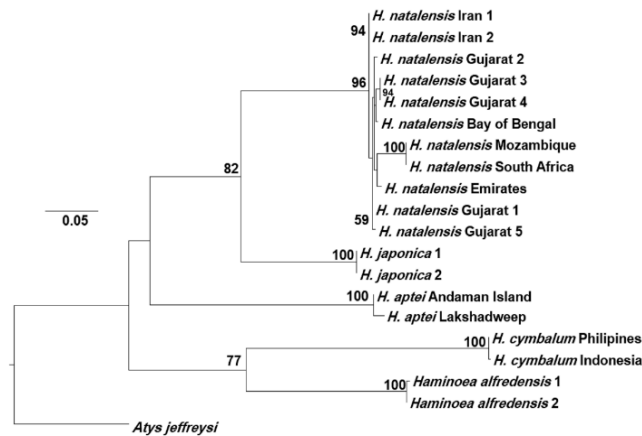 H. natalensis Iran 1
94
H. natalensis Iran 2
H. natalensis Gujarat 2
96
H. natalensis Gujarat 3
94
H. natalensis Gujarat 4
H. natalensis Bay of Bengal
100
H. natalensis Mozambique
H. natalensis South Africa
82
H. natalensis Emirates
H. natalensis Gujarat 1
0.05
59
H. natalensis Gujarat 5
100
H. japonica 1
H. japonica 2
100
H. aptei Andaman Island
H. aptei Lakshadweep
100
H. cymbalum Philipines
77
H. cymbalum Indonesia
100
Haminoea alfredensis 1
Haminoea alfredensis 2
Atys jeffreysi